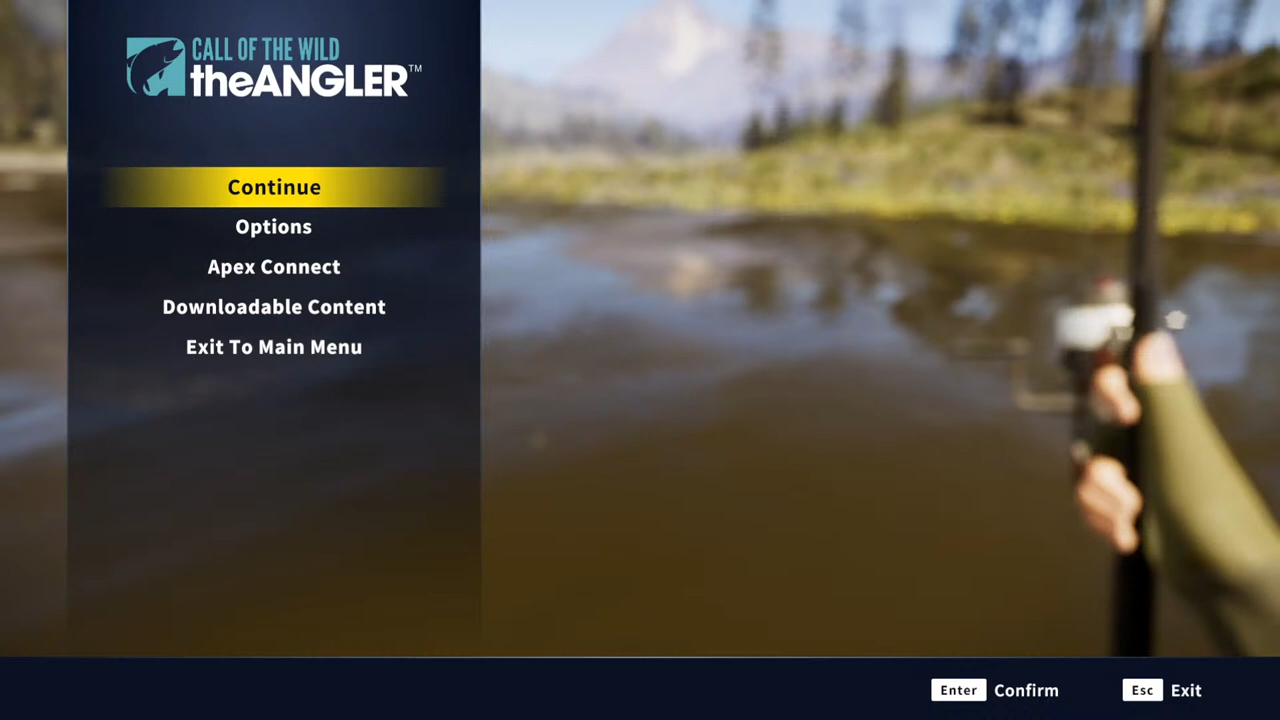 CALL OF THE WILD
theANGLER™
Continue
Options
Apex Connect
Downloadable Content
Exit To Main Menu
Enter Confirm Esc Exit